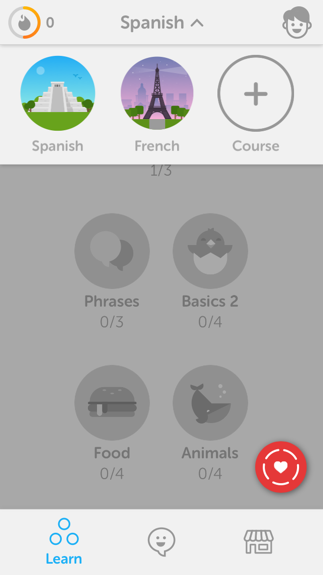 0
Spanish
Spanish French Course
1/3
Phrases Basics 2
0/3 0/4
Food Animals
0/4 0/4
Learn